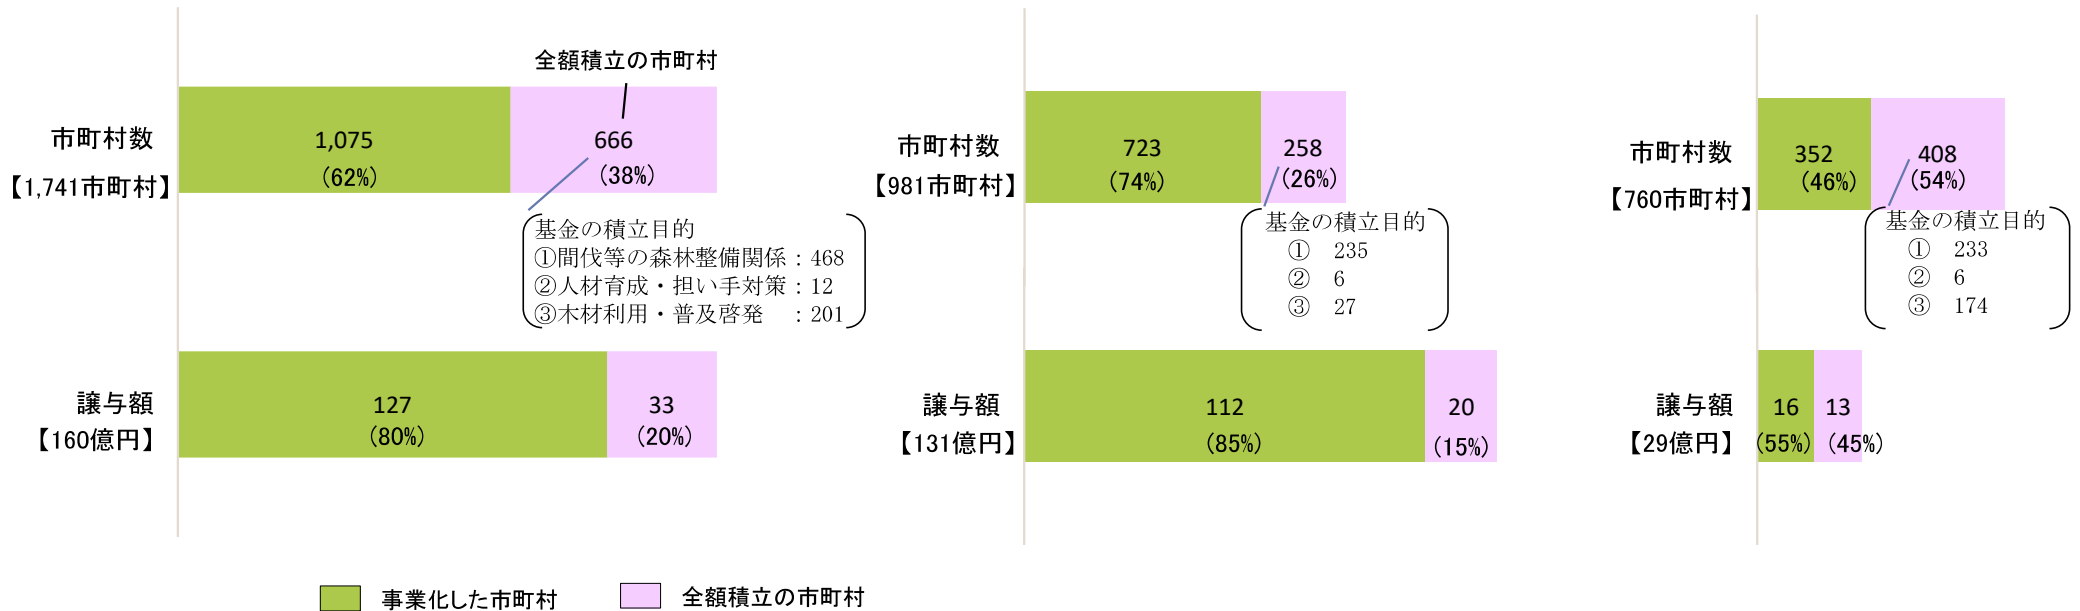 全額積立の市町村
市町村数
【1,741市町村】
1,075
(62%)
666
(38%)
基金の積立目的
①間伐等の森林整備関係：468
②人材育成・担い手対策：12
③木材利用・普及啓発　：201
譲与額
【160億円】
127
(80%)
33
(20%)
市町村数
【981市町村】
723
(74%)
258
(26%)
基金の積立目的
①　235
②　6
③　27
譲与額
【131億円】
112
(85%)
20
(15%)
市町村数
【760市町村】
352
(46%)
408
(54%)
基金の積立目的
①　233
②　6
③　174
譲与額
【29億円】
16
(55%)
13
(45%)
事業化した市町村
全額積立の市町村